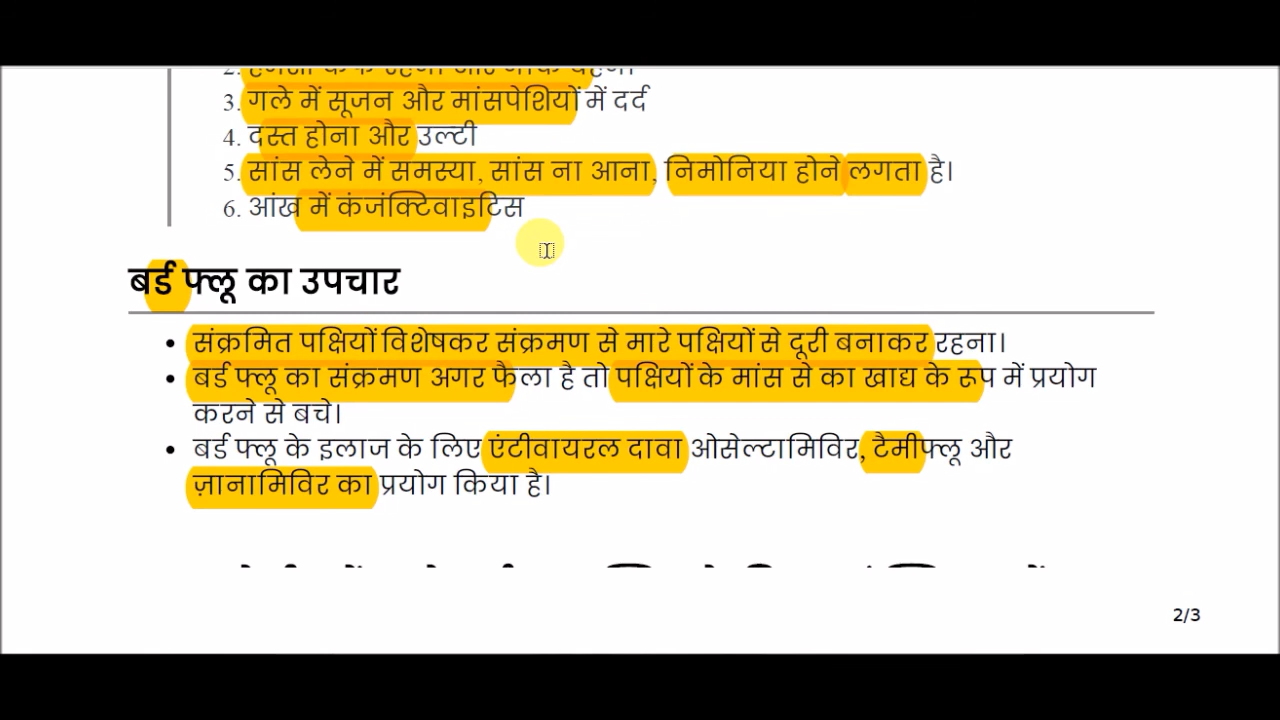 3. गले में सूजन और मांसपेशियों में दर्द
4. दस्त होना और उल्टी
5. सांस लेने में समस्या, सांस ना आना, निमोनिया होने लगता है।
6. आंख में कंजंक्टिवाइटिस
बर्ड फ्लू का उपचार
• संक्रमित पक्षियों विशेषकर संक्रमण से मारे पक्षियों से दूरी बनाकर रहना।
• बर्ड फ्लू का संक्रमण अगर फैला है तो पक्षियों के मांस से का खाद्य के रूप में प्रयोग
करने से बचे।
• बर्ड फ्लू के इलाज के लिए एंटीवायरल दावा ओसेल्टामिविर, टैमीफ्लू और
ज़ानामिविर का प्रयोग किया है।
2/3